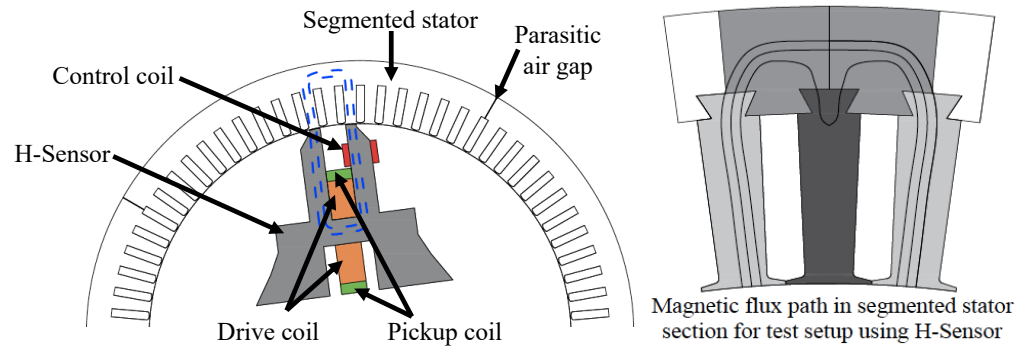 Segmented stator
Parasitic
air gap
Control coil
H-Sensor
Drive coil
Pickup coil
Magnetic flux path in segmented stator
section for test setup using H-Sensor